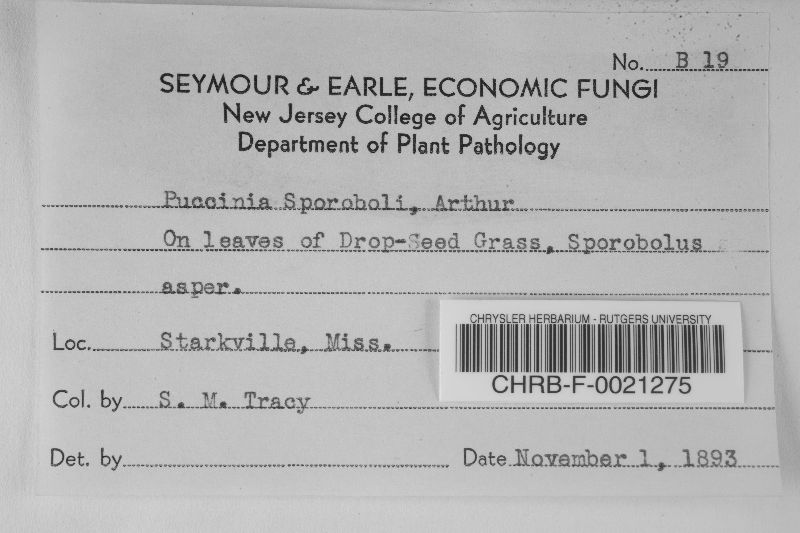 No. B 19
SEYMOUR & EARLE, ECONOMIC FUNGI
New Jersey College of Agriculture
Department of Plant Pathology
Puccinia Sporoboli, Arthur
On leaves of Drop-Seed Grass, Sporobolus
asper.
Loc. Starkville, Miss.
CHRYSLER HERBARIUM - RUTGERS UNIVERSITY
CHRB-F-0021275
Col. by S. M. Tracy
Det. by
Date November 1, 1893